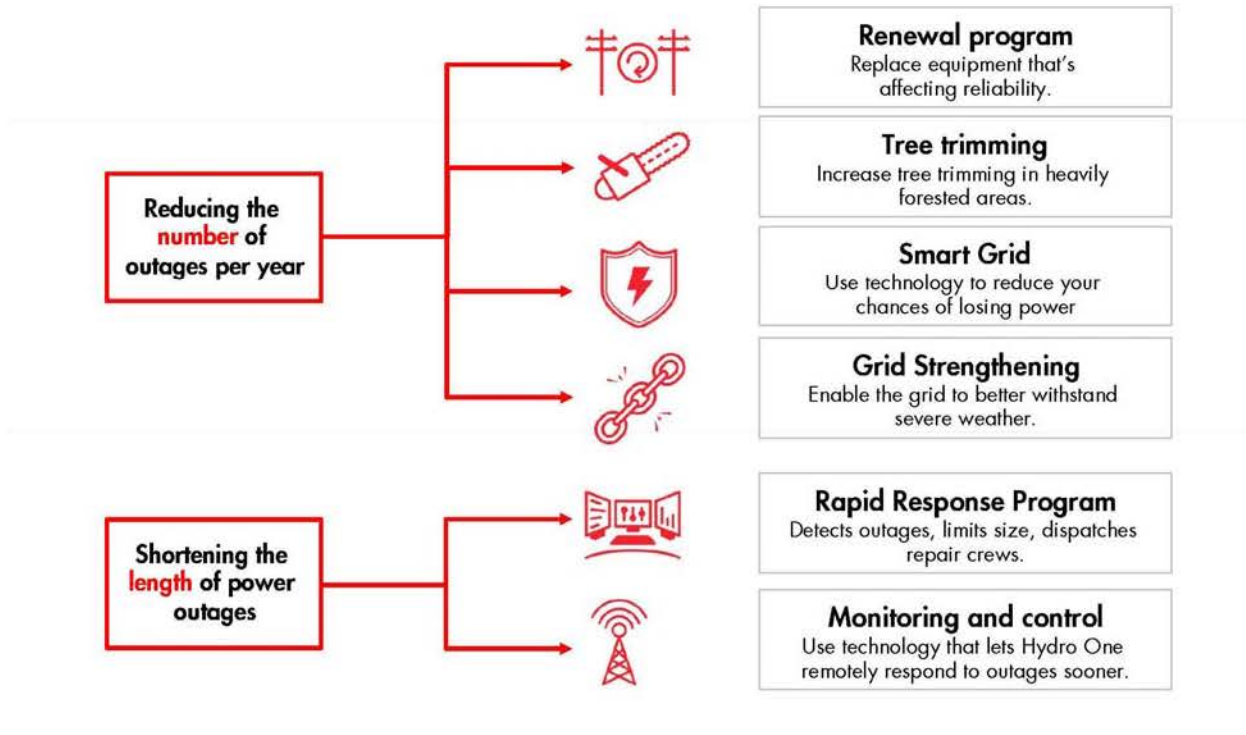 Reducing the
number of
outages per year
Renewal program
Replace equipment that's
affecting reliability.
Tree trimming
Increase tree trimming in heavily
forested areas.
Smart Grid
Use technology to reduce your
chances of losing power
Grid Strengthening
Enable the grid to better withstand
severe weather.
Shortening the
length of power
outages
Rapid Response Program
Detects outages, limits size, dispatches
repair crews.
Monitoring and control
Use technology that lets Hydro One
remotely respond to outages sooner.